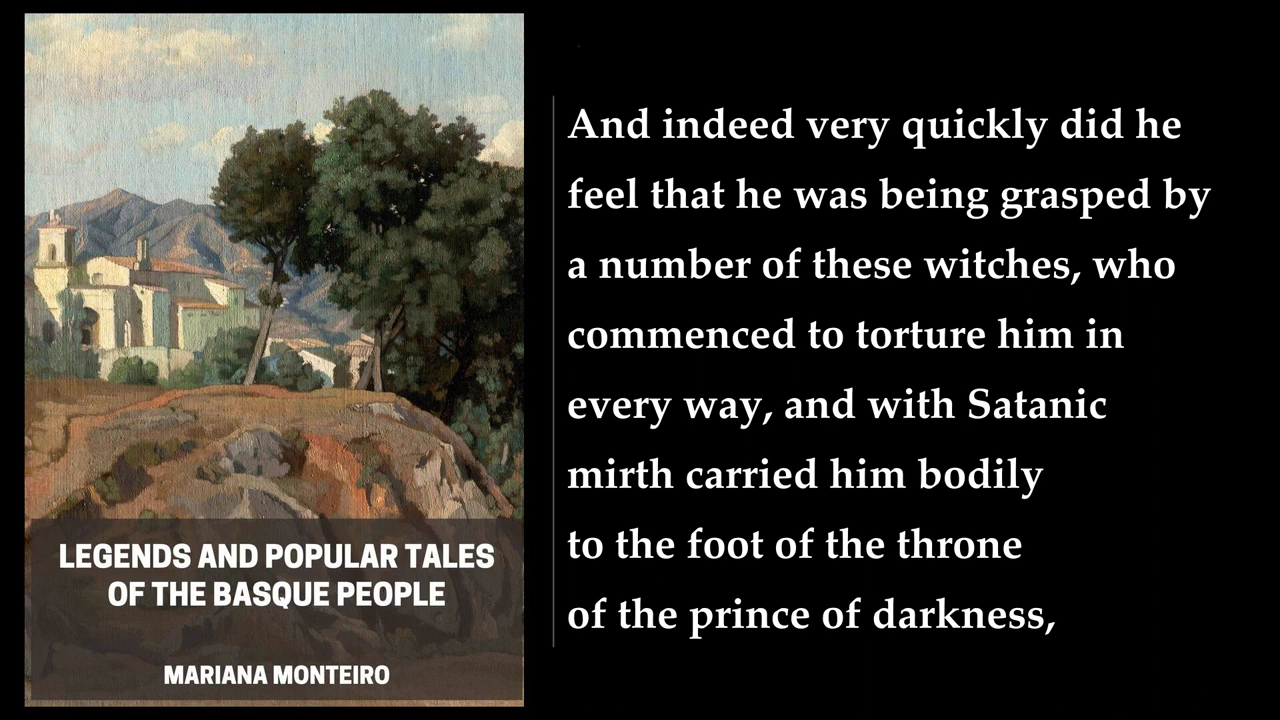 LEGENDS AND POPULAR TALES
OF THE BASQUE PEOPLE
MARIANA MONTEIRO
And indeed very quickly did he
feel that he was being grasped by
a number of these witches, who
commenced to torture him in
every way, and with Satanic
mirth carried him bodily
to the foot of the throne
of the prince of darkness,